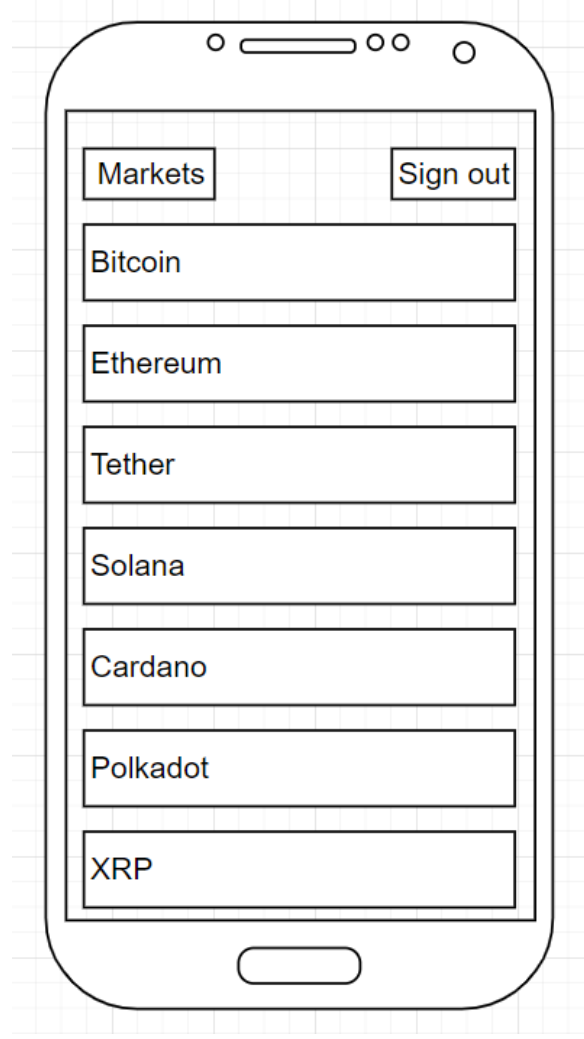 Markets
Sign out
Bitcoin
Ethereum
Tether
Solana
Cardano
Polkadot
XRP